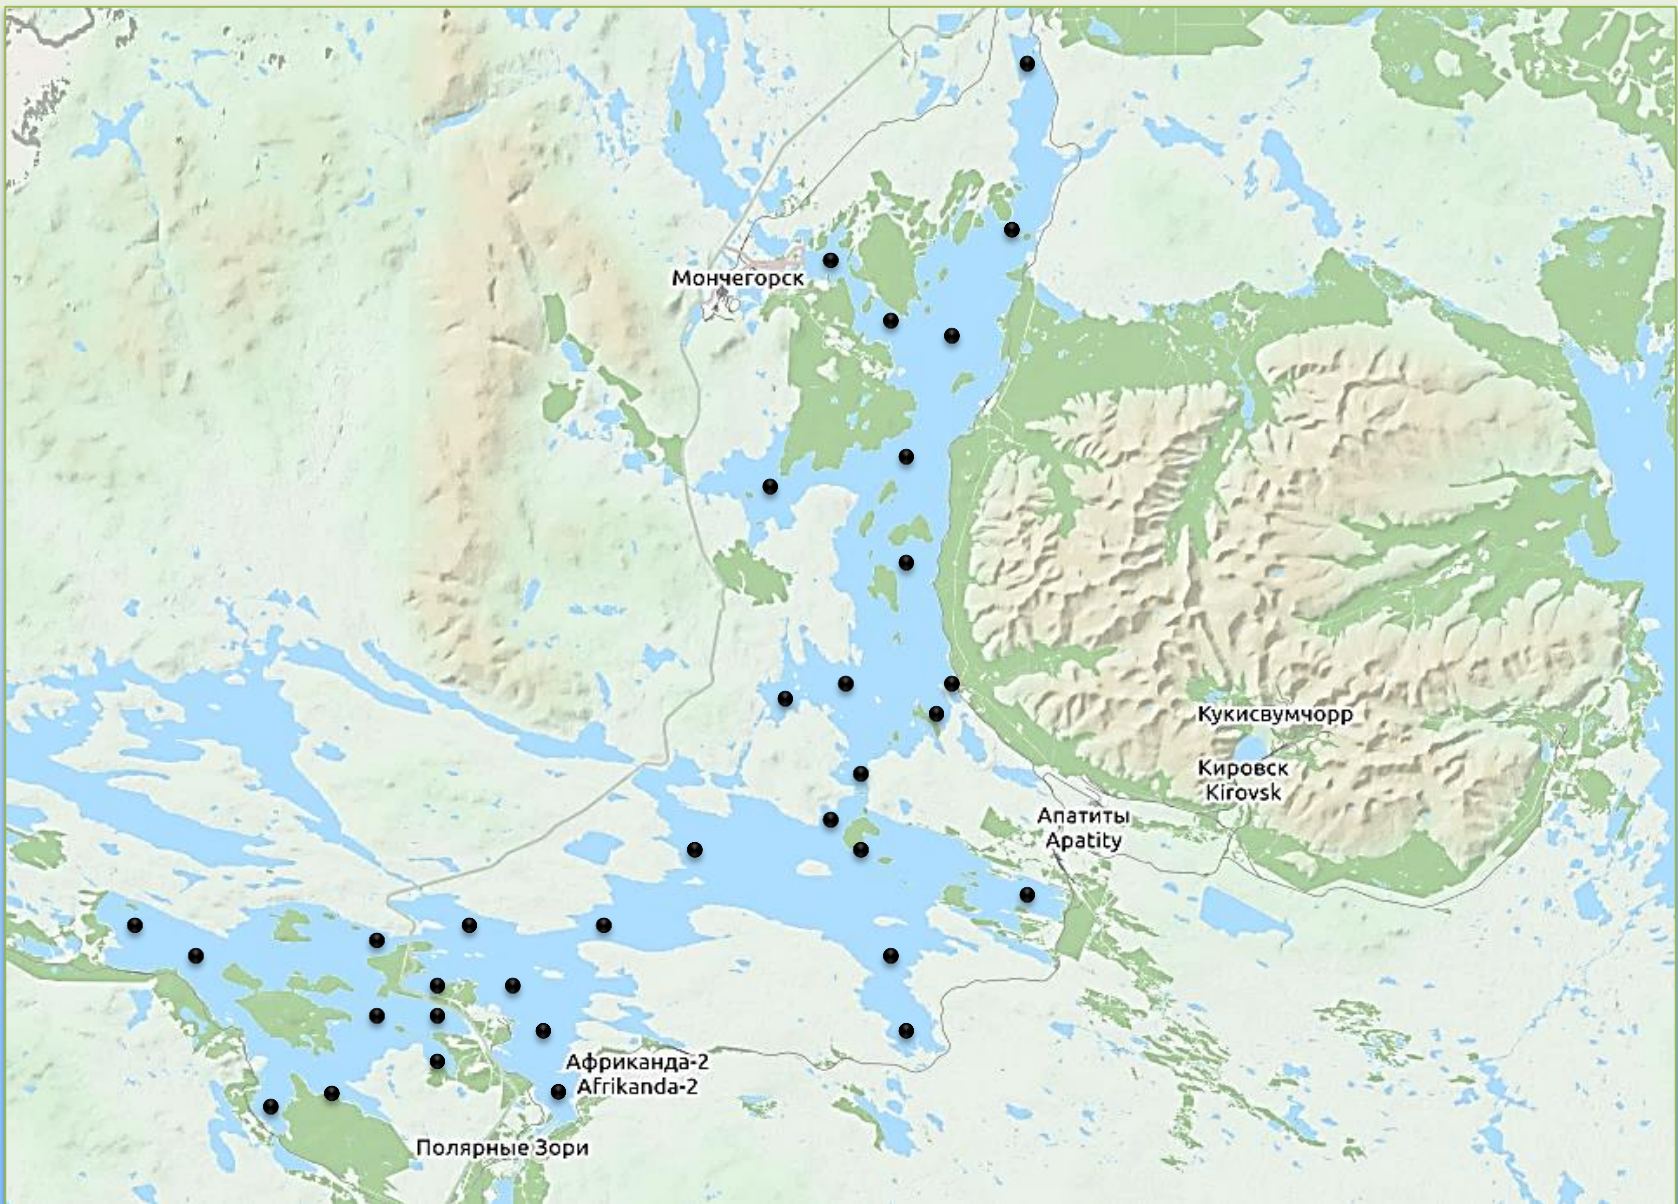 Мончегорск
Кукисвумчорр
Кировск
Kirovsk
Апатиты
Apatity
Африканда-2
Afrikanda-2
Полярные Зори